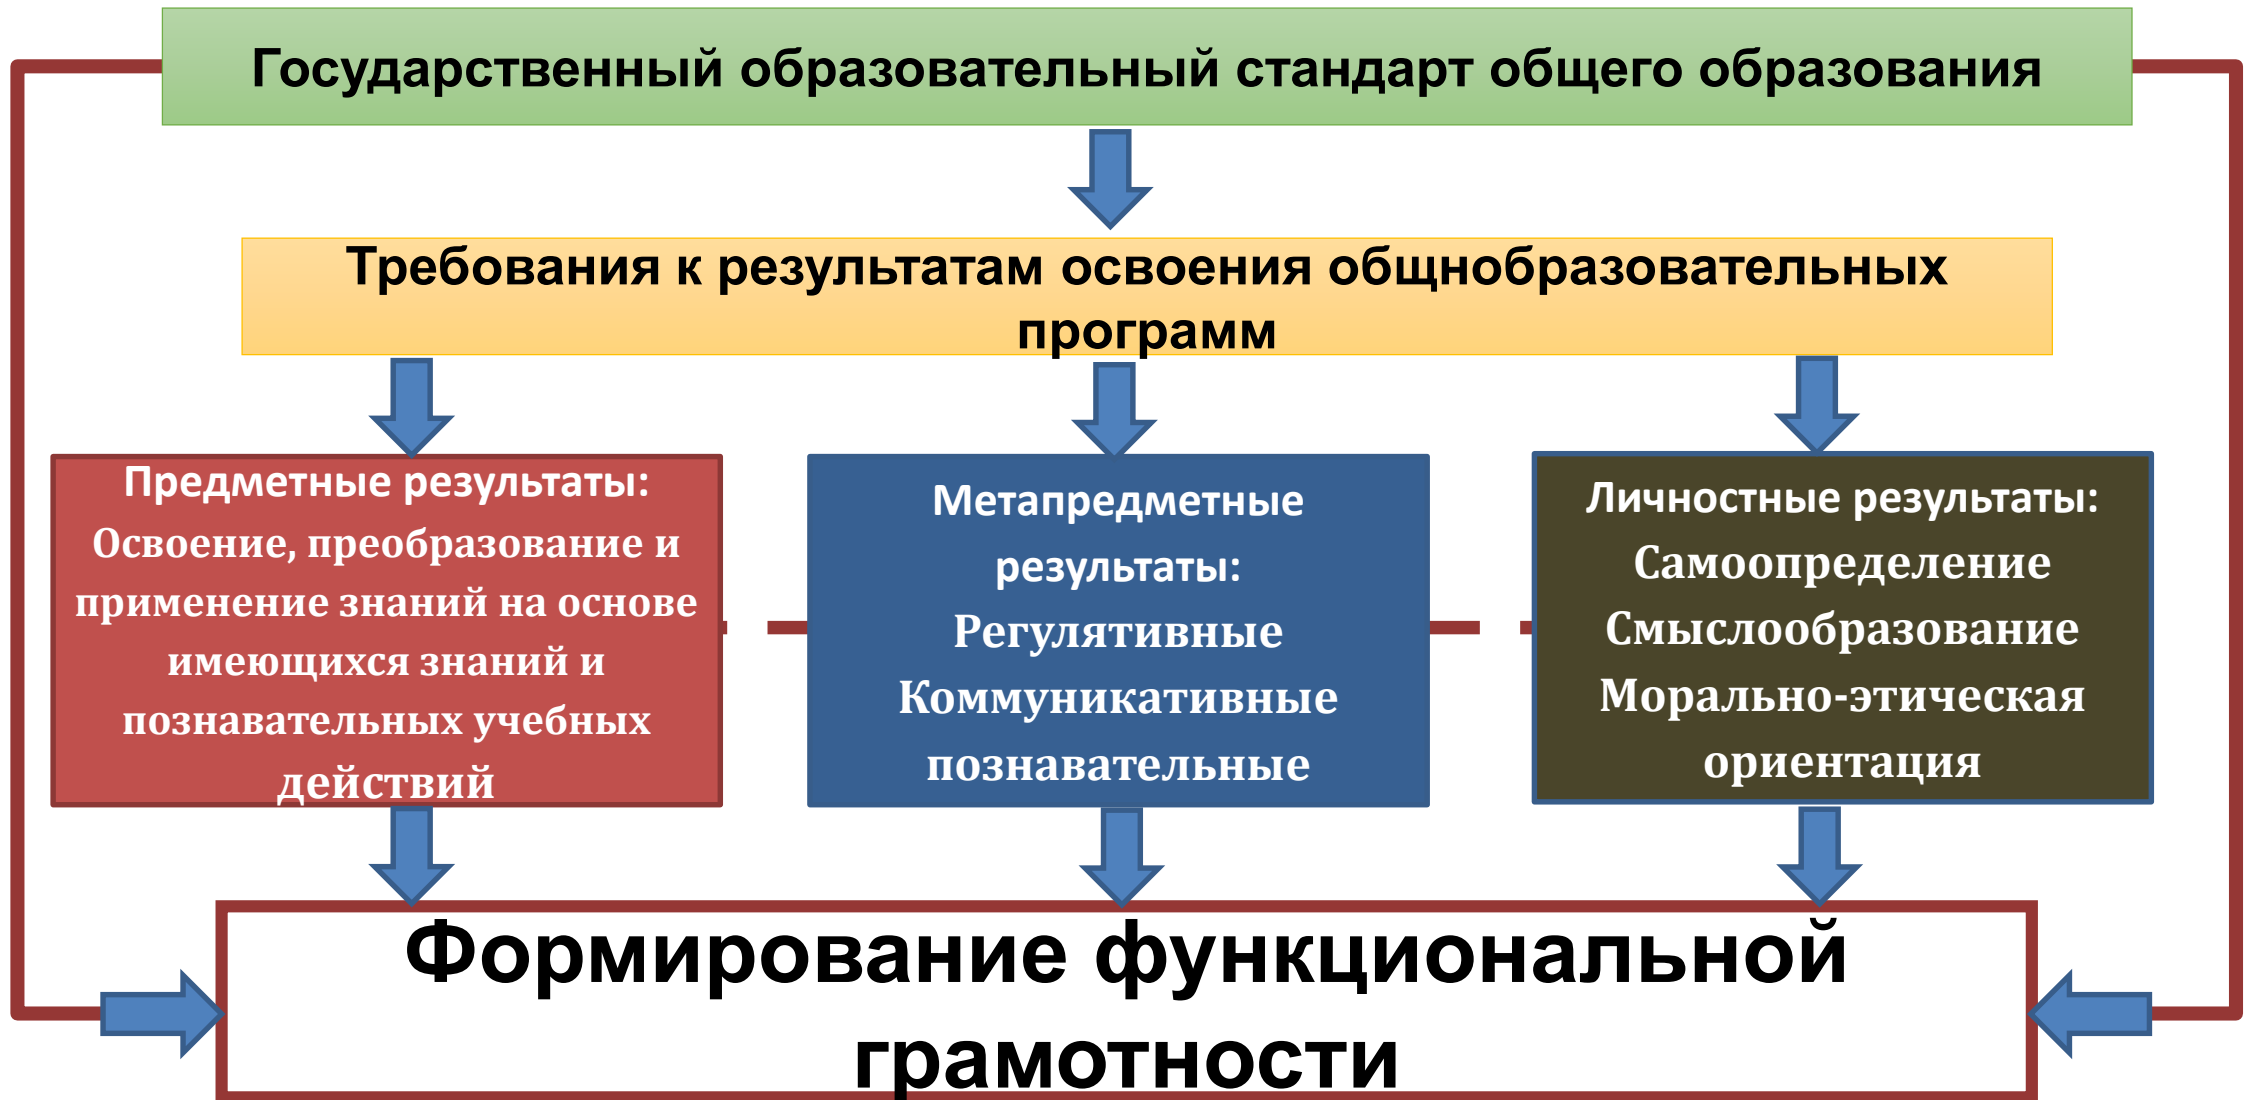 Государственный образовательный стандарт общего образования
Требования к результатам освоения общнобразовательных
программ
Предметные результаты:
Освоение, преобразование и
применение знаний на основе
имеющихся знаний и
познавательных учебных
действий
Метапредметные
результаты:
Регулятивные
Коммуникативные
познавательные
Личностные результаты:
Самоопределение
Смыслообразование
Морально-этическая
ориентация
Формирование функциональной
грамотности